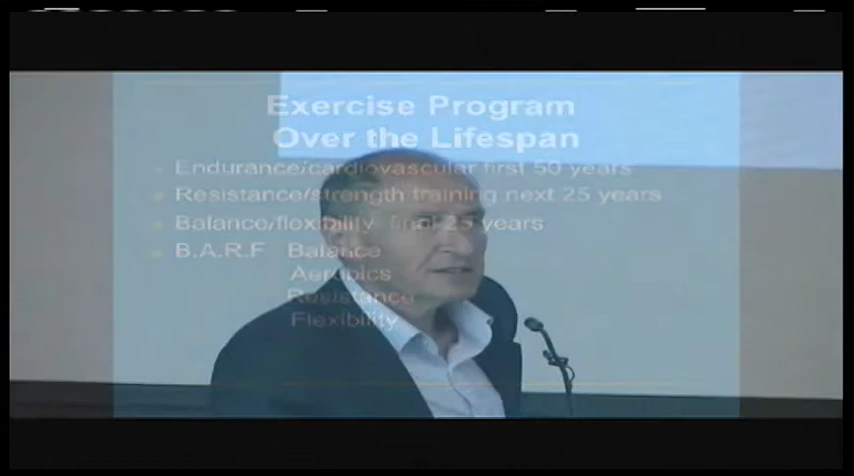 Exercise Program
Over the Lifespan
Endurance/cardiovascular first 50 years
Resistance/strength training next 25 years
Balance/flexibility final 25 years
B.A.R.F Balance
Aerobics
Resistance
Flexibility